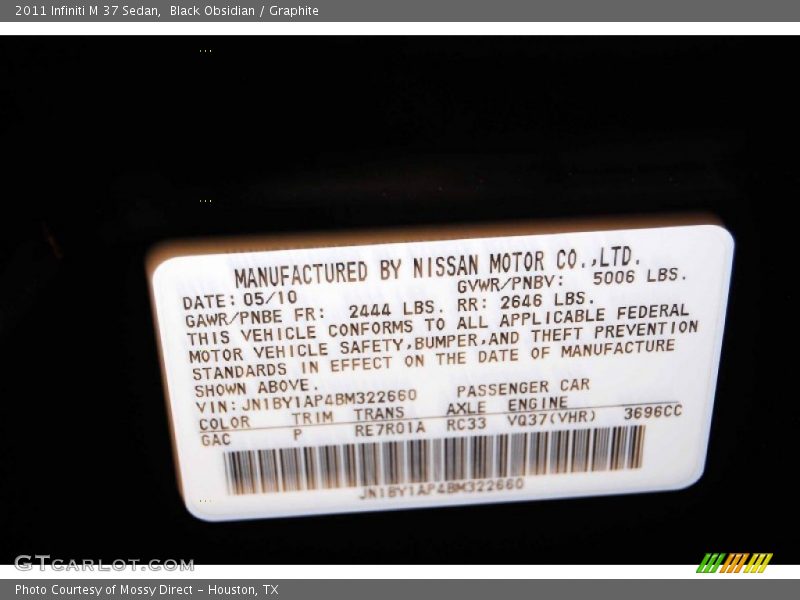 2011 Infiniti M 37 Sedan,  Black Obsidian / Graphite
MANUFACTURED BY NISSAN MOTOR CO.,LTD.
DATE: 05/10 GVWR/PNBV: 5006 LBS.
GAWR/PNBE FR: 2444 LBS. RR: 2646 LBS.
THIS VEHICLE CONFORMS TO ALL APPLICABLE FEDERAL
MOTOR VEHICLE SAFETY,BUMPER,AND THEFT PREVENTION
STANDARDS IN EFFECT ON THE DATE OF MANUFACTURE
SHOWN ABOVE.
VIN: JN1BY1AP4BM322660 PASSENGER CAR
COLOR TRIM TRANS AXLE ENGINE
GAC P RE7R01A RC33 VQ37(VHR) 3696CC
JN1BY1AP4BM322660
GTCARLOT.COM
Photo Courtesy of Mossy Direct - Houston, TX